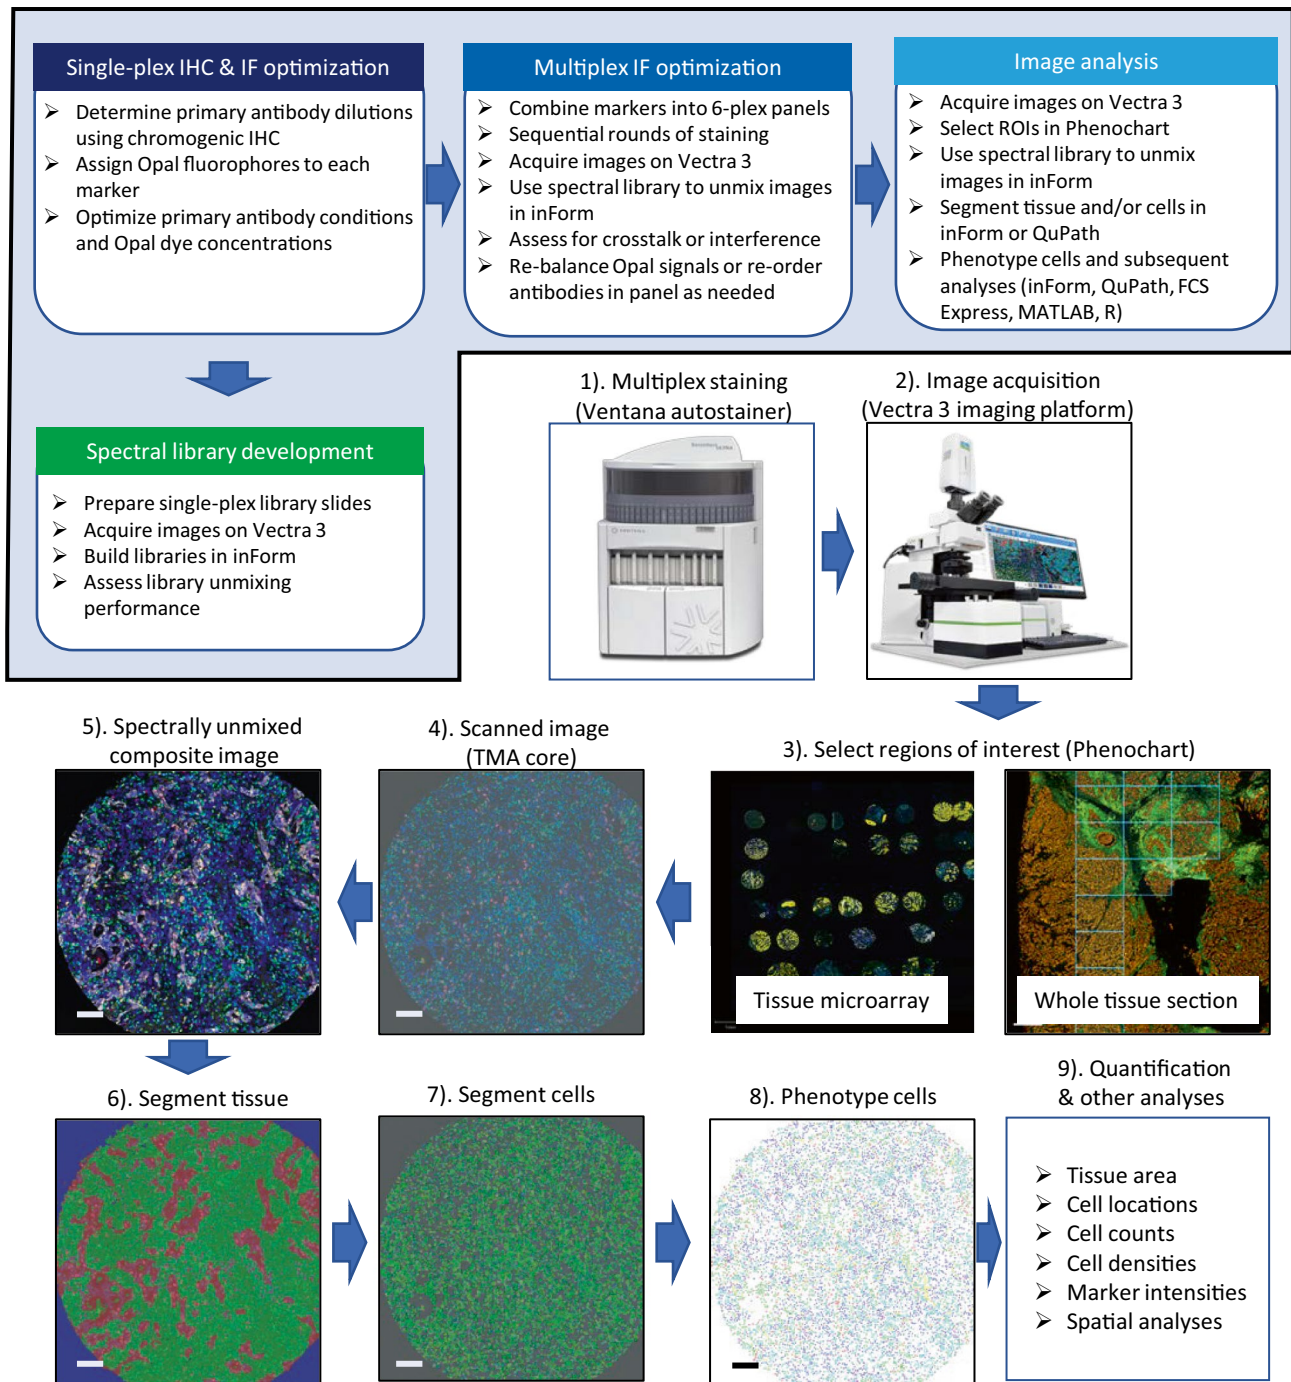 Single-plex IHC & IF optimization
➢ Determine primary antibody dilutions
using chromogenic IHC
➢ Assign Opal fluorophores to each
marker
➢ Optimize primary antibody conditions
and Opal dye concentrations
Multiplex IF optimization
➢ Combine markers into 6-plex panels
➢ Sequential rounds of staining
➢ Acquire images on Vectra 3
➢ Use spectral library to unmix images
in inForm
➢ Assess for crosstalk or interference
➢ Re-balance Opal signals or re-order
antibodies in panel as needed
Image analysis
➢ Acquire images on Vectra 3
➢ Select ROIs in Phenochart
➢ Use spectral library to unmix
images in inForm
➢ Segment tissue and/or cells in
inForm or QuPath
➢ Phenotype cells and subsequent
analyses (inForm, QuPath, FCS
Express, MATLAB, R)
Spectral library development
➢ Prepare single-plex library slides
➢ Acquire images on Vectra 3
➢ Build libraries in inForm
➢ Assess library unmixing
performance
1). Multiplex staining
(Ventana autostainer)
2). Image acquisition
(Vectra 3 imaging platform)
3). Select regions of interest (Phenochart)
Tissue microarray
Whole tissue section
4). Scanned image
(TMA core)
5). Spectrally unmixed
composite image
6). Segment tissue
7). Segment cells
8). Phenotype cells
9). Quantification
& other analyses
➢ Tissue area
➢ Cell locations
➢ Cell counts
➢ Cell densities
➢ Marker intensities
➢ Spatial analyses